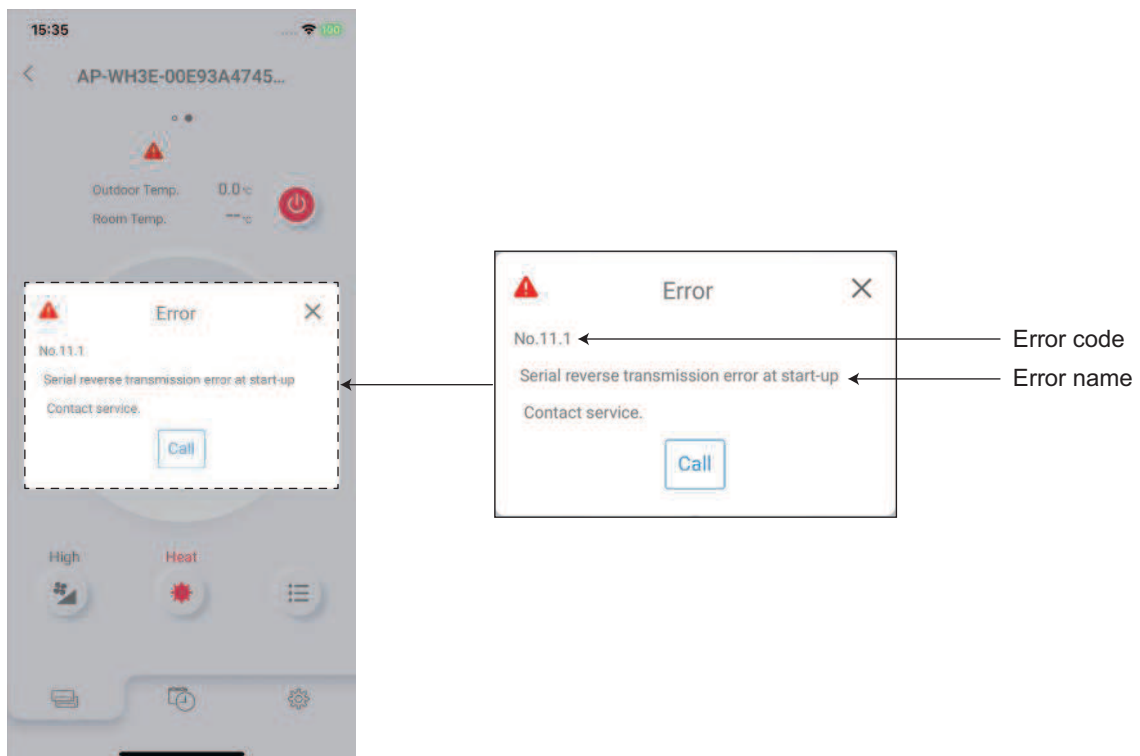 15:35
100
AP-WH3E-00E93A4745...
Outdoor Temp. 0.0 °C
Room Temp. -- °C
Error
No.11.1
Serial reverse transmission error at start-up
Contact service.
Call
High Heat
Error
No.11.1
Serial reverse transmission error at start-up
Contact service.
Call
Error code
Error name